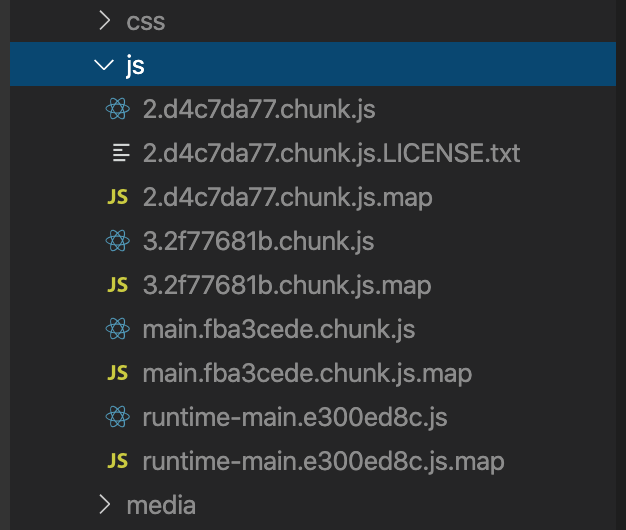 css
js
2.d4c7da77.chunk.js
2.d4c7da77.chunk.js.LICENSE.txt
JS 2.d4c7da77.chunk.js.map
3.2f77681b.chunk.js
JS 3.2f77681b.chunk.js.map
main.fba3cede.chunk.js
JS main.fba3cede.chunk.js.map
runtime-main.e300ed8c.js
JS runtime-main.e300ed8c.js.map
media